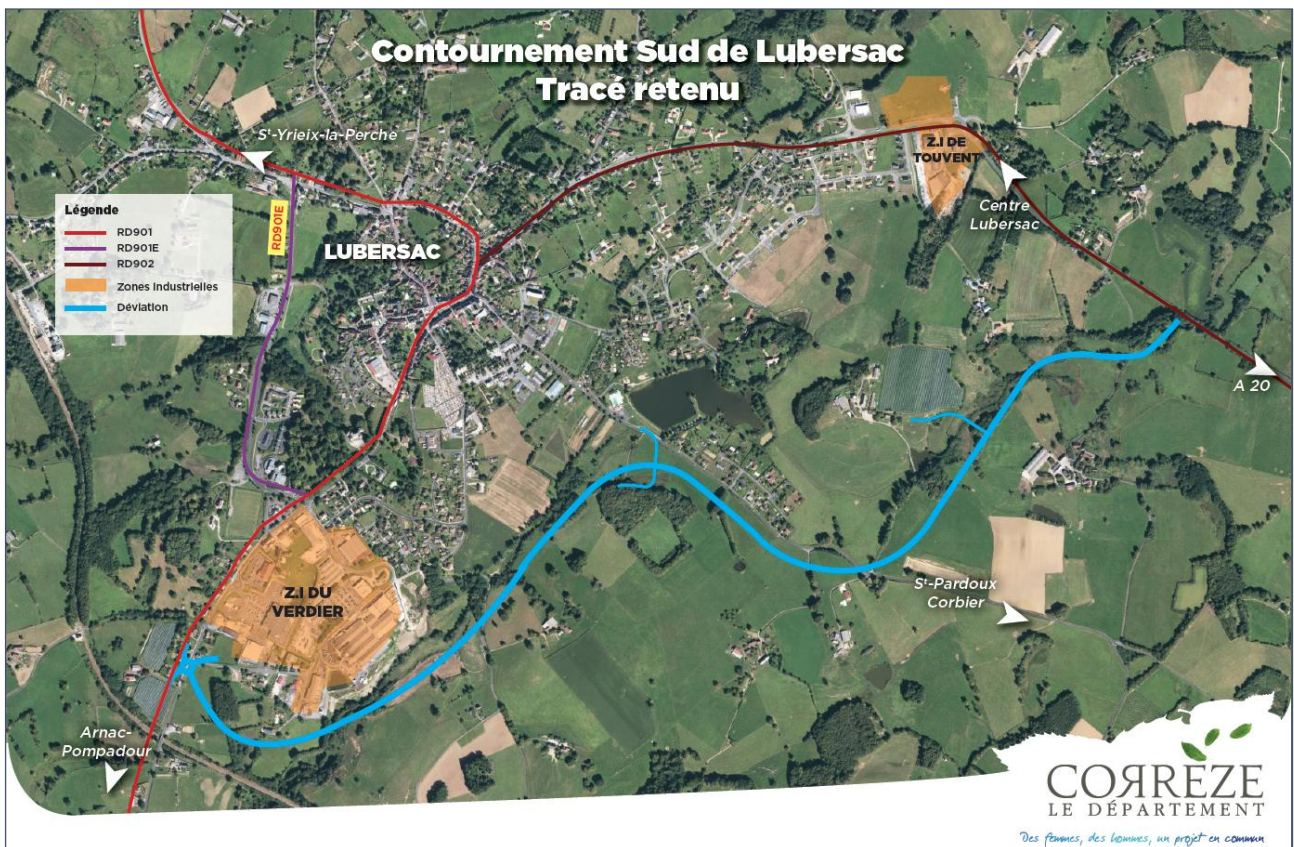 Contournement Sud de Lubersac
Tracé retenu
St-Yrieix-la-Perche
Z.I DE
TOUVENT
Centre
Lubersac
Légende
RD901
RD901E
RD902
Zones industrielles
Déviation
RD901E
LUBERSAC
A 20
Z.I DU
VERDIER
St-Pardoux
Corbier
Arnac-
Pompadour
CORRÈZE
LE DÉPARTEMENT
Des femmes, des hommes, un projet en commun